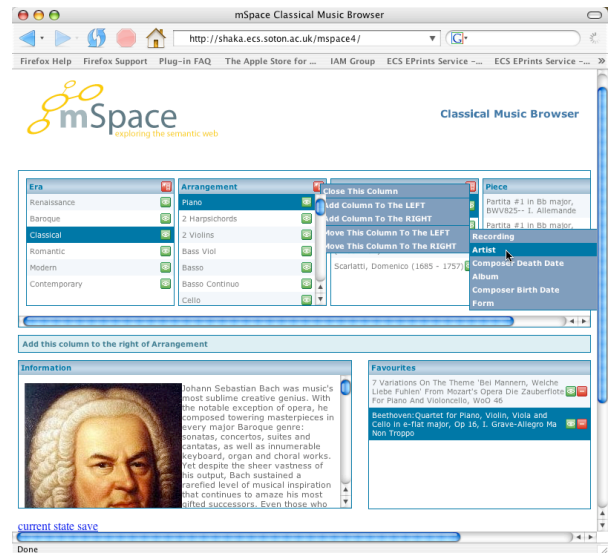 mSpace Classical Music Browser
http://shaka.ecs.soton.ac.uk/mspace4/
G
Firefox Help Firefox Support Plug-in FAQ The Apple Store for ... IAM Group ECS EPrints Service -... ECS EPrints Service -... »
mSpace
exploring the semantic web
Classical Music Browser
Era
Renaissance
Baroque
Classical
Romantic
Modern
Contemporary
Arrangement
Piano
2 Harpsichords
2 Violins
Bass Viol
Basso
Basso Continuo
Cello
Close This Column
Add Column To The LEFT
Add Column To The RIGHT
Move This Column To The LEFT
Move This Column To The RIGHT
Scarlatti, Domenico (1685 - 1757)
Piece
Partita #1 in Bb major,
BWV825-- I. Allemande
Partita #1 in Bb major,
Recording
Artist
Composer Death Date
Album
Composer Birth Date
Form
Add this column to the right of Arrangement
Information
Johann Sebastian Bach was music's
most sublime creative genius. With
the notable exception of opera, he
composed towering masterpieces in
every major Baroque genre:
sonatas, concertos, suites and
cantatas, as well as innumerable
keyboard, organ and choral works.
Yet despite the sheer vastness of
his output, Bach sustained a
rarefied level of musical inspiration
that continues to amaze his most
gifted successors. Even those who
Favourites
7 Variations On The Theme 'Bei Mannern, Welche
Liebe Fuhlen' From Mozart's Opera Die Zauberflote
For Piano And Violoncello, WoO 46
Beethoven:Quartet for Piano, Violin, Viola and
Cello in e-flat major, Op 16, I. Grave-Allegro Ma
Non Troppo
current state save
Done